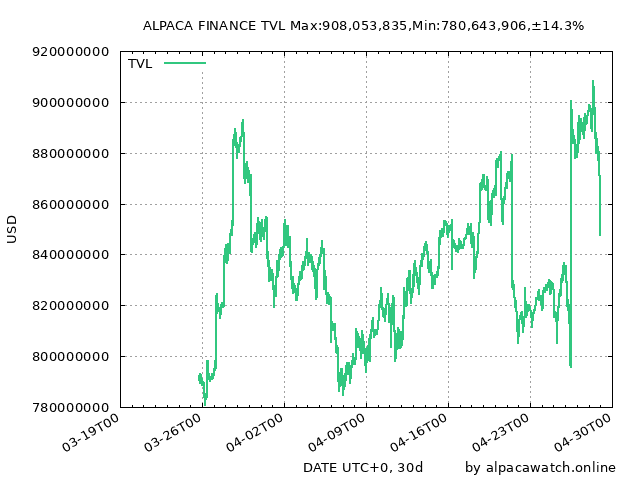 ALPACA FINANCE TVL Max:908,053,835,Min:780,643,906,±14.3%
920000000
TVL
900000000
880000000
860000000
USD
840000000
820000000
800000000
780000000
03-19T00
03-26T00
04-02T00
04-09T00
04-16T00
04-23T00
04-30T00
DATE UTC+0, 30d
by alpacawatch.online